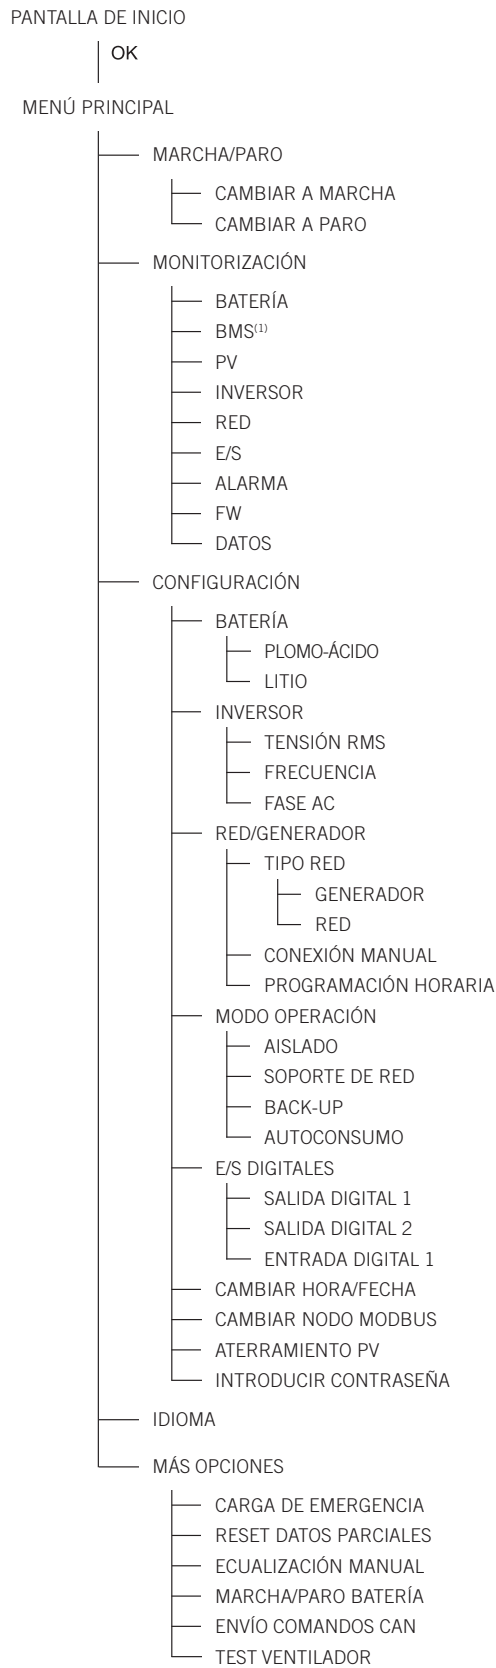 PANTALLA DE INICIO
OK
MENÚ PRINCIPAL
MARCHA/PARO
CAMBIAR A MARCHA
CAMBIAR A PARO
MONITORIZACIÓN
BATERÍA
BMS(1)
PV
INVERSOR
RED
E/S
ALARMA
FW
DATOS
CONFIGURACIÓN
BATERÍA
PLOMO-ÁCIDO
LITIO
INVERSOR
TENSIÓN RMS
FRECUENCIA
FASE AC
RED/GENERADOR
TIPO RED
GENERADOR
RED
CONEXIÓN MANUAL
PROGRAMACIÓN HORARIA
MODO OPERACIÓN
AISLADO
SOPORTE DE RED
BACK-UP
AUTOCONSUMO
E/S DIGITALES
SALIDA DIGITAL 1
SALIDA DIGITAL 2
ENTRADA DIGITAL 1
CAMBIAR HORA/FECHA
CAMBIAR NODO MODBUS
ATERRAMIENTO PV
INTRODUCIR CONTRASEÑA
IDIOMA
MÁS OPCIONES
CARGA DE EMERGENCIA
RESET DATOS PARCIALES
ECUALIZACIÓN MANUAL
MARCHA/PARO BATERÍA
ENVÍO COMANDOS CAN
TEST VENTILADOR